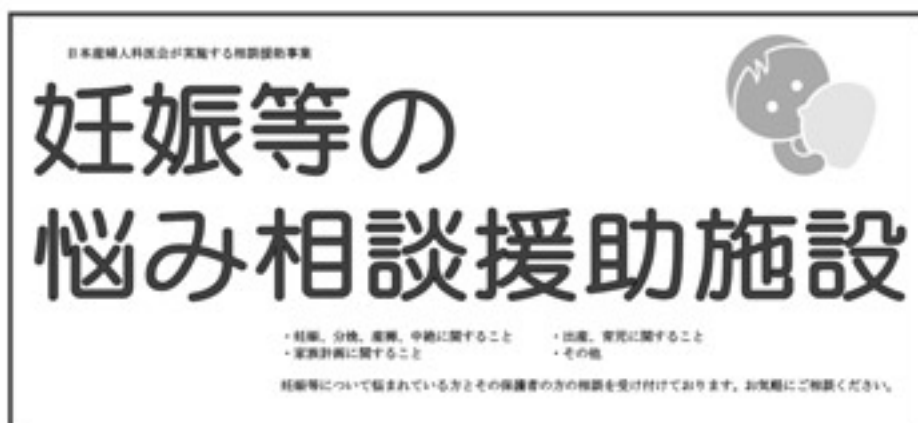 日本産婦人科医会が実施する相談援助事業
妊娠等の
悩み相談援助施設
・妊娠、分娩、産褥、中絶に関すること ・出産、育児に関すること
・家族計画に関すること ・その他
妊娠等について悩まれている方とその保護者の方の相談を受け付けております。お気軽にご相談ください。